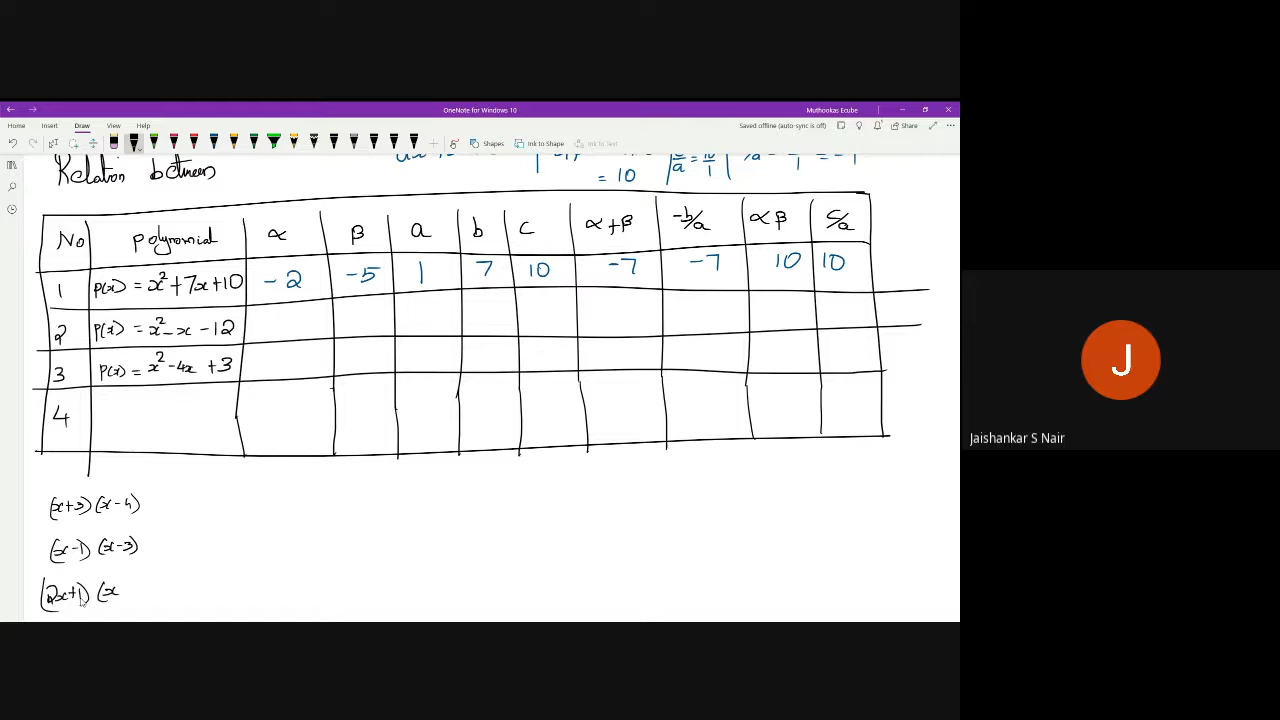 OneNote for Windows 10
Muthookas Ecube
Home Insert Draw View Help
Saved offline (auto-sync is off)
Share
Shapes
Ink to Shape
Ink to Text
Relation between
= 10
No polynomial α β a b c α+β -b/a αβ c/a
1 p(x) = x²+7x+10 -2 -5 1 7 10 -7 -7 10 10
2 p(x) = x²-x-12
3 p(x) = x²-4x+3
4
(x+3)(x-4)
(x-1)(x-3)
(2x+1)(x
J
Jaishankar S Nair